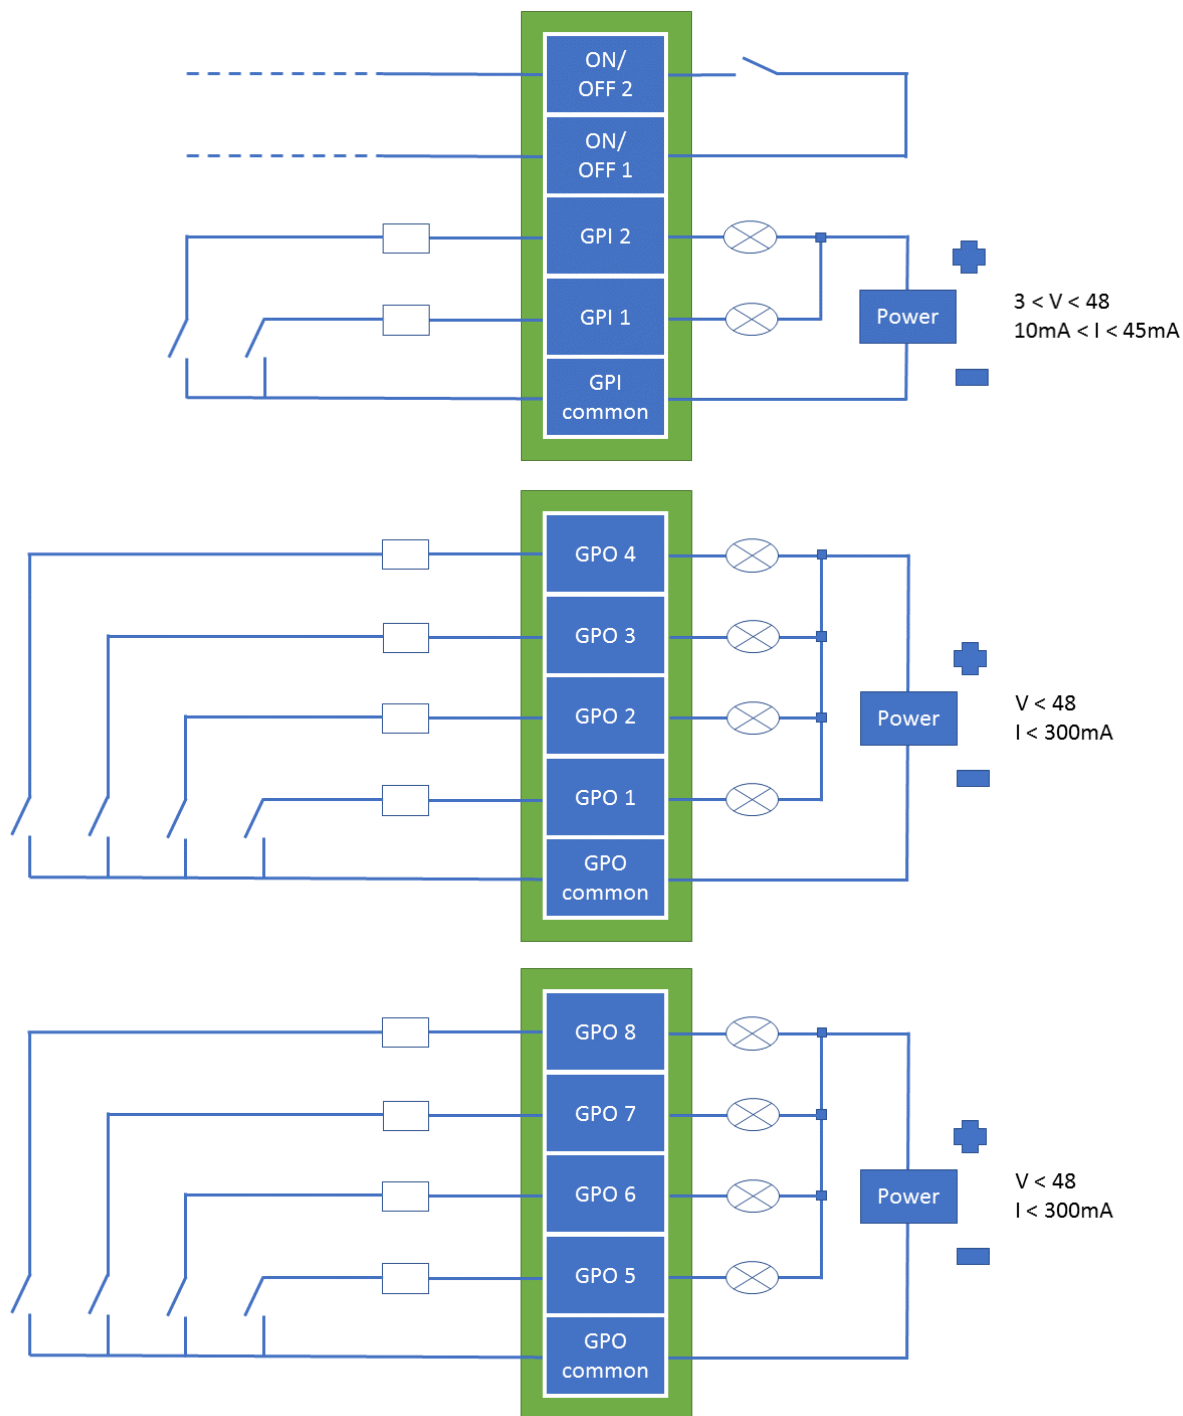 ON/
OFF 2
ON/
OFF 1
GPI 2
GPI 1
GPI
common
Power
3 < V < 48
10mA < I < 45mA
GPO 4
GPO 3
GPO 2
GPO 1
GPO
common
Power
V < 48
I < 300mA
GPO 8
GPO 7
GPO 6
GPO 5
GPO
common
Power
V < 48
I < 300mA